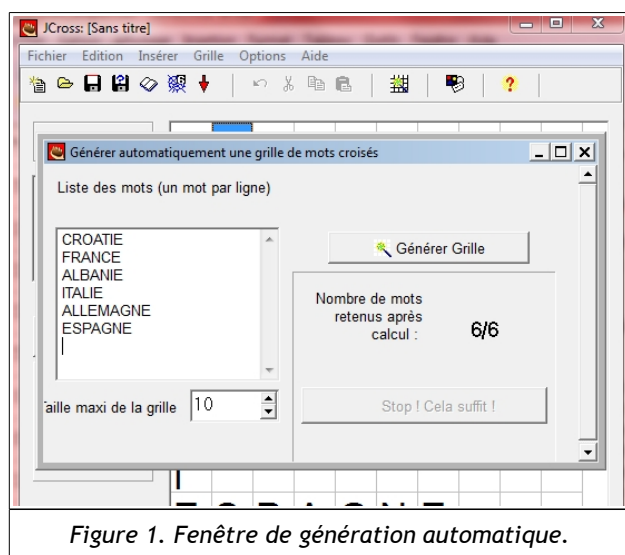 JCross: [Sans titre]
Fichier Edition Insérer Grille Options Aide
Générer automatiquement une grille de mots croisés
Liste des mots (un mot par ligne)
CROATIE
FRANCE
ALBANIE
ITALIE
ALLEMAGNE
ESPAGNE
Générer Grille
Nombre de mots
retenus après
calcul :
6/6
Taille maxi de la grille 10
Stop ! Cela suffit !
Figure 1. Fenêtre de génération automatique.